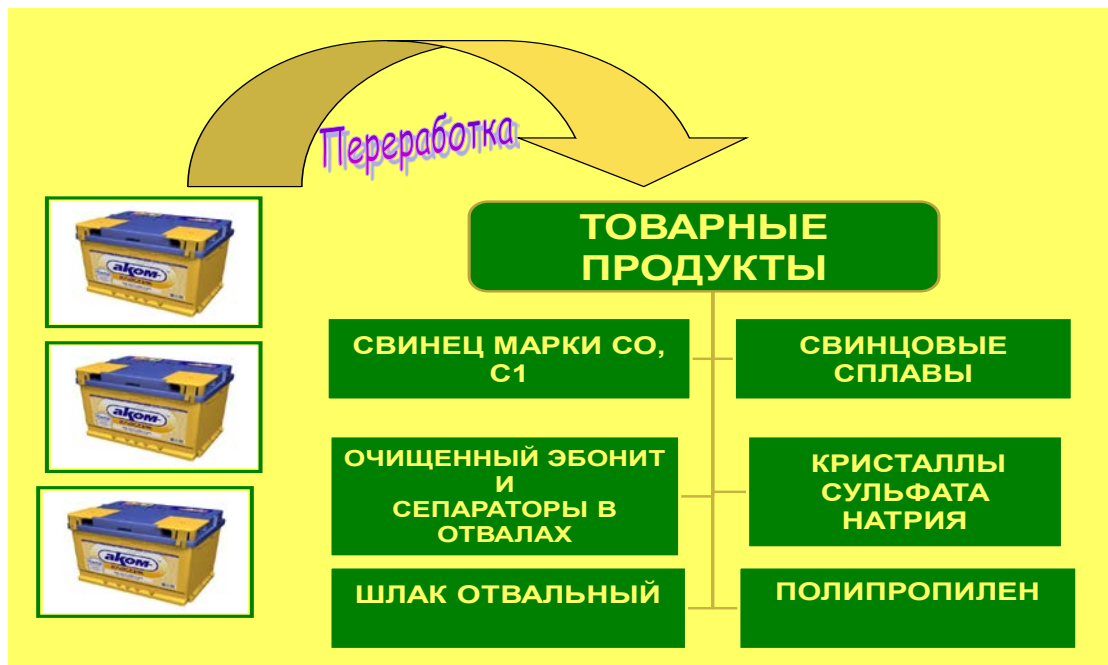 Переработка
ТОВАРНЫЕ
ПРОДУКТЫ
аком
аком
аком
СВИНЕЦ МАРКИ СО,
С1
СВИНЦОВЫЕ
СПЛАВЫ
ОЧИЩЕННЫЙ ЭБОНИТ
И
СЕПАРАТОРЫ В
ОТВАЛАХ
КРИСТАЛЛЫ
СУЛЬФАТА
НАТРИЯ
ШЛАК ОТВАЛЬНЫЙ
ПОЛИПРОПИЛЕН